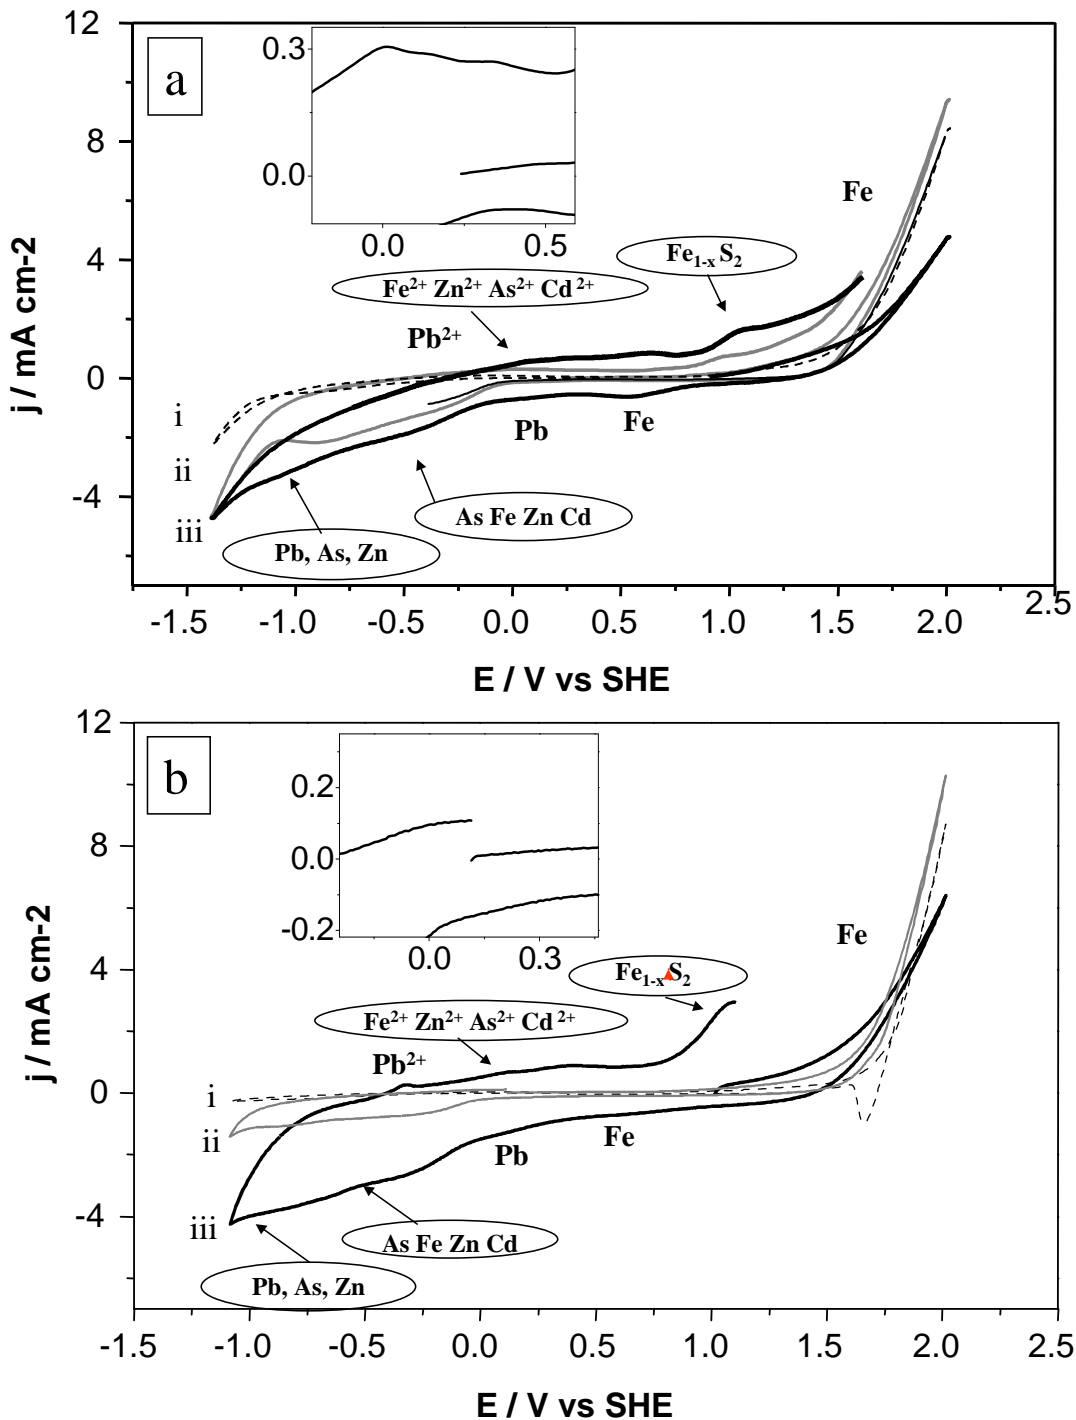 12
a
0.3
0.0
0.0
0.5
8
Fe
4
Fe1-x S2
Fe2+ Zn2+ As2+ Cd 2+
Pb2+
0
i
Pb
Fe
ii
-4
As Fe Zn Cd
iii
Pb, As, Zn
j / mA cm-2
-1.5
-1.0
-0.5
0.0
0.5
1.0
1.5
2.0
2.5
E / V vs SHE
12
b
0.2
0.0
-0.2
0.0
0.3
8
Fe
4
Fe1-x S2
Fe2+ Zn2+ As2+ Cd 2+
Pb2+
0
i
ii
Fe
Pb
-4
iii
As Fe Zn Cd
Pb, As, Zn
j / mA cm-2
-1.5
-1.0
-0.5
0.0
0.5
1.0
1.5
2.0
2.5
E / V vs SHE